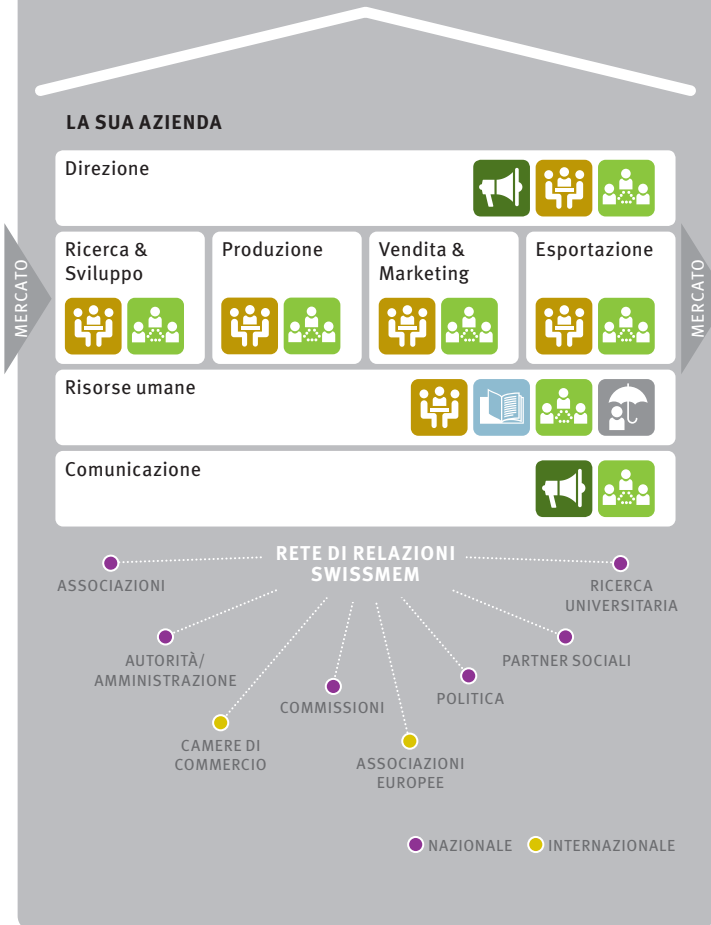 LA SUA AZIENDA
Direzione
MERCATO
Ricerca &
Sviluppo
Produzione
Vendita &
Marketing
Esportazione
MERCATO
Risorse umane
Comunicazione
RETE DI RELAZIONI
SWISSMEM
ASSOCIAZIONI
RICERCA
UNIVERSITARIA
AUTORITÀ/
AMMINISTRAZIONE
PARTNER SOCIALI
COMMISSIONI
POLITICA
CAMERE DI
COMMERCIO
ASSOCIAZIONI
EUROPEE
NAZIONALE
INTERNAZIONALE